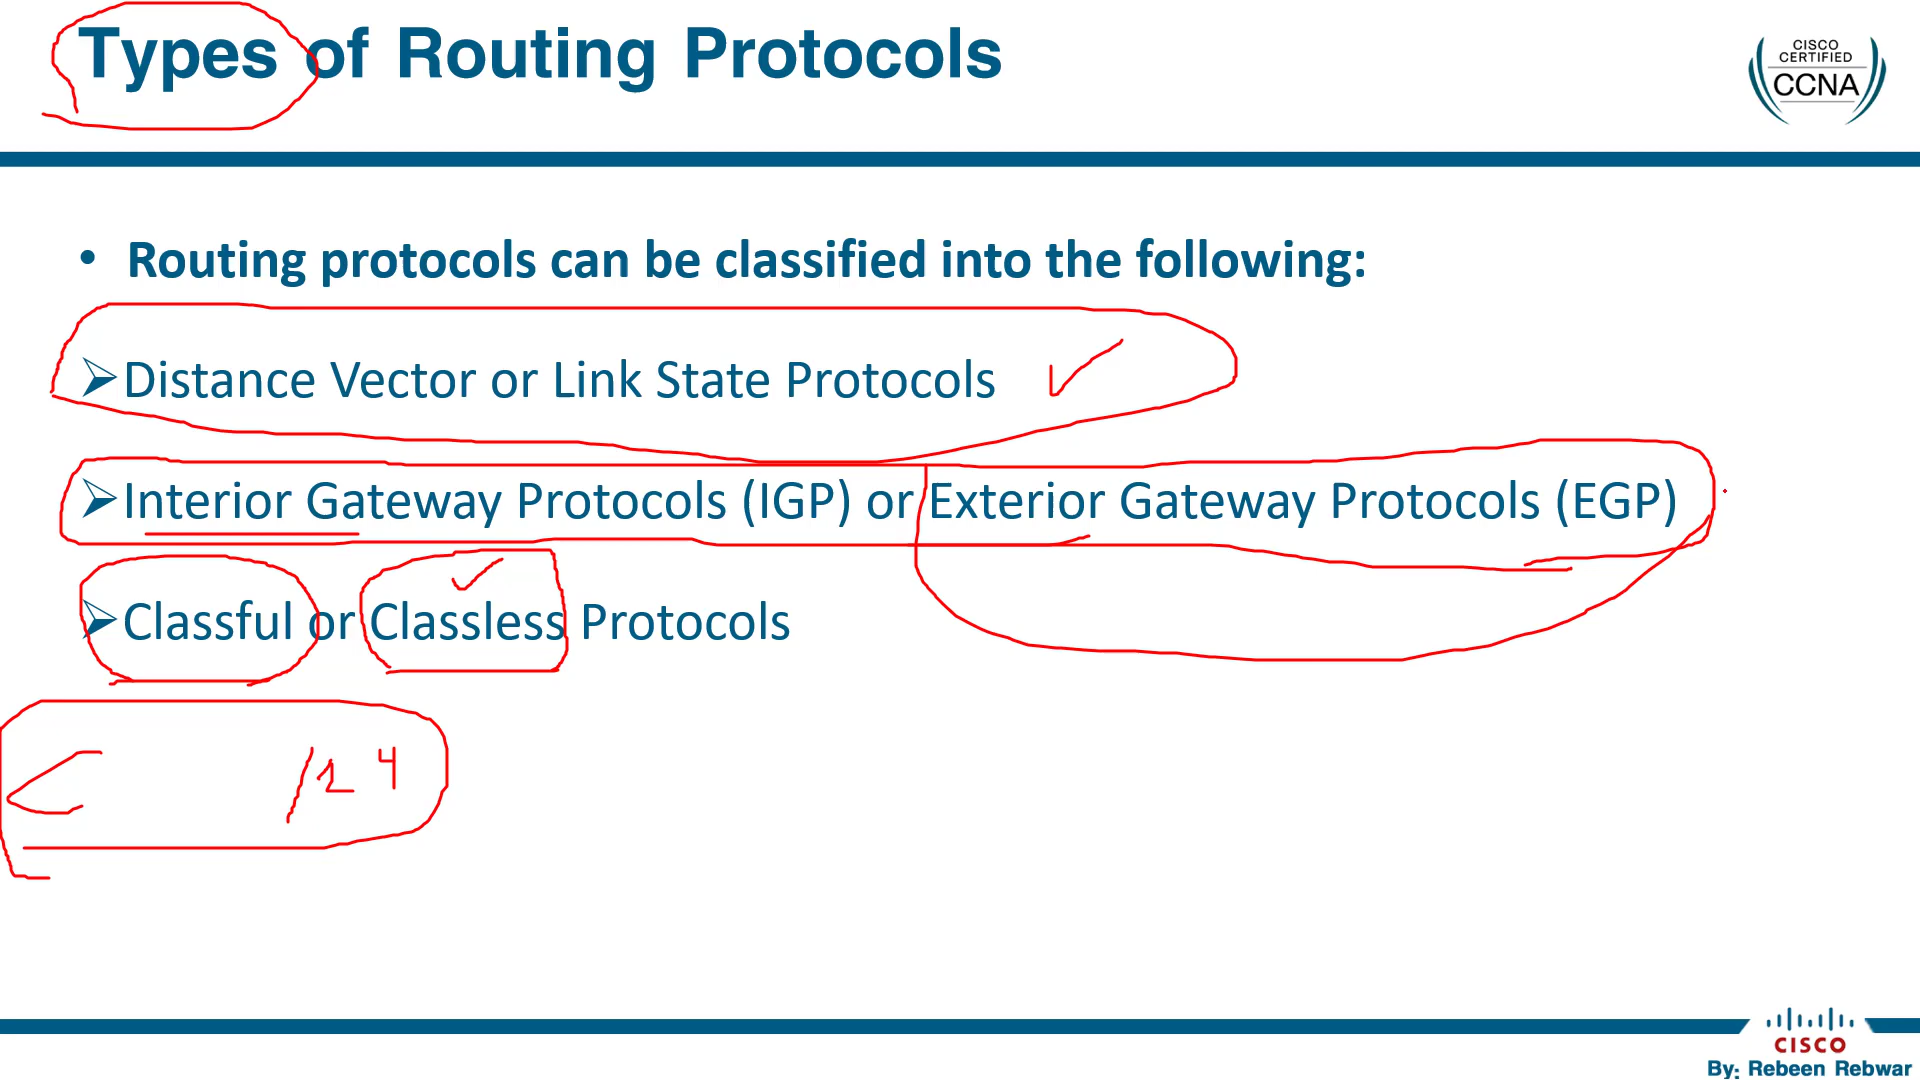 Types of Routing Protocols
CISCO
CERTIFIED
CCNA
• Routing protocols can be classified into the following:
➢Distance Vector or Link State Protocols
➢Interior Gateway Protocols (IGP) or Exterior Gateway Protocols (EGP)
➢Classful or Classless Protocols
C /24
CISCO
By: Rebeen Rebwar